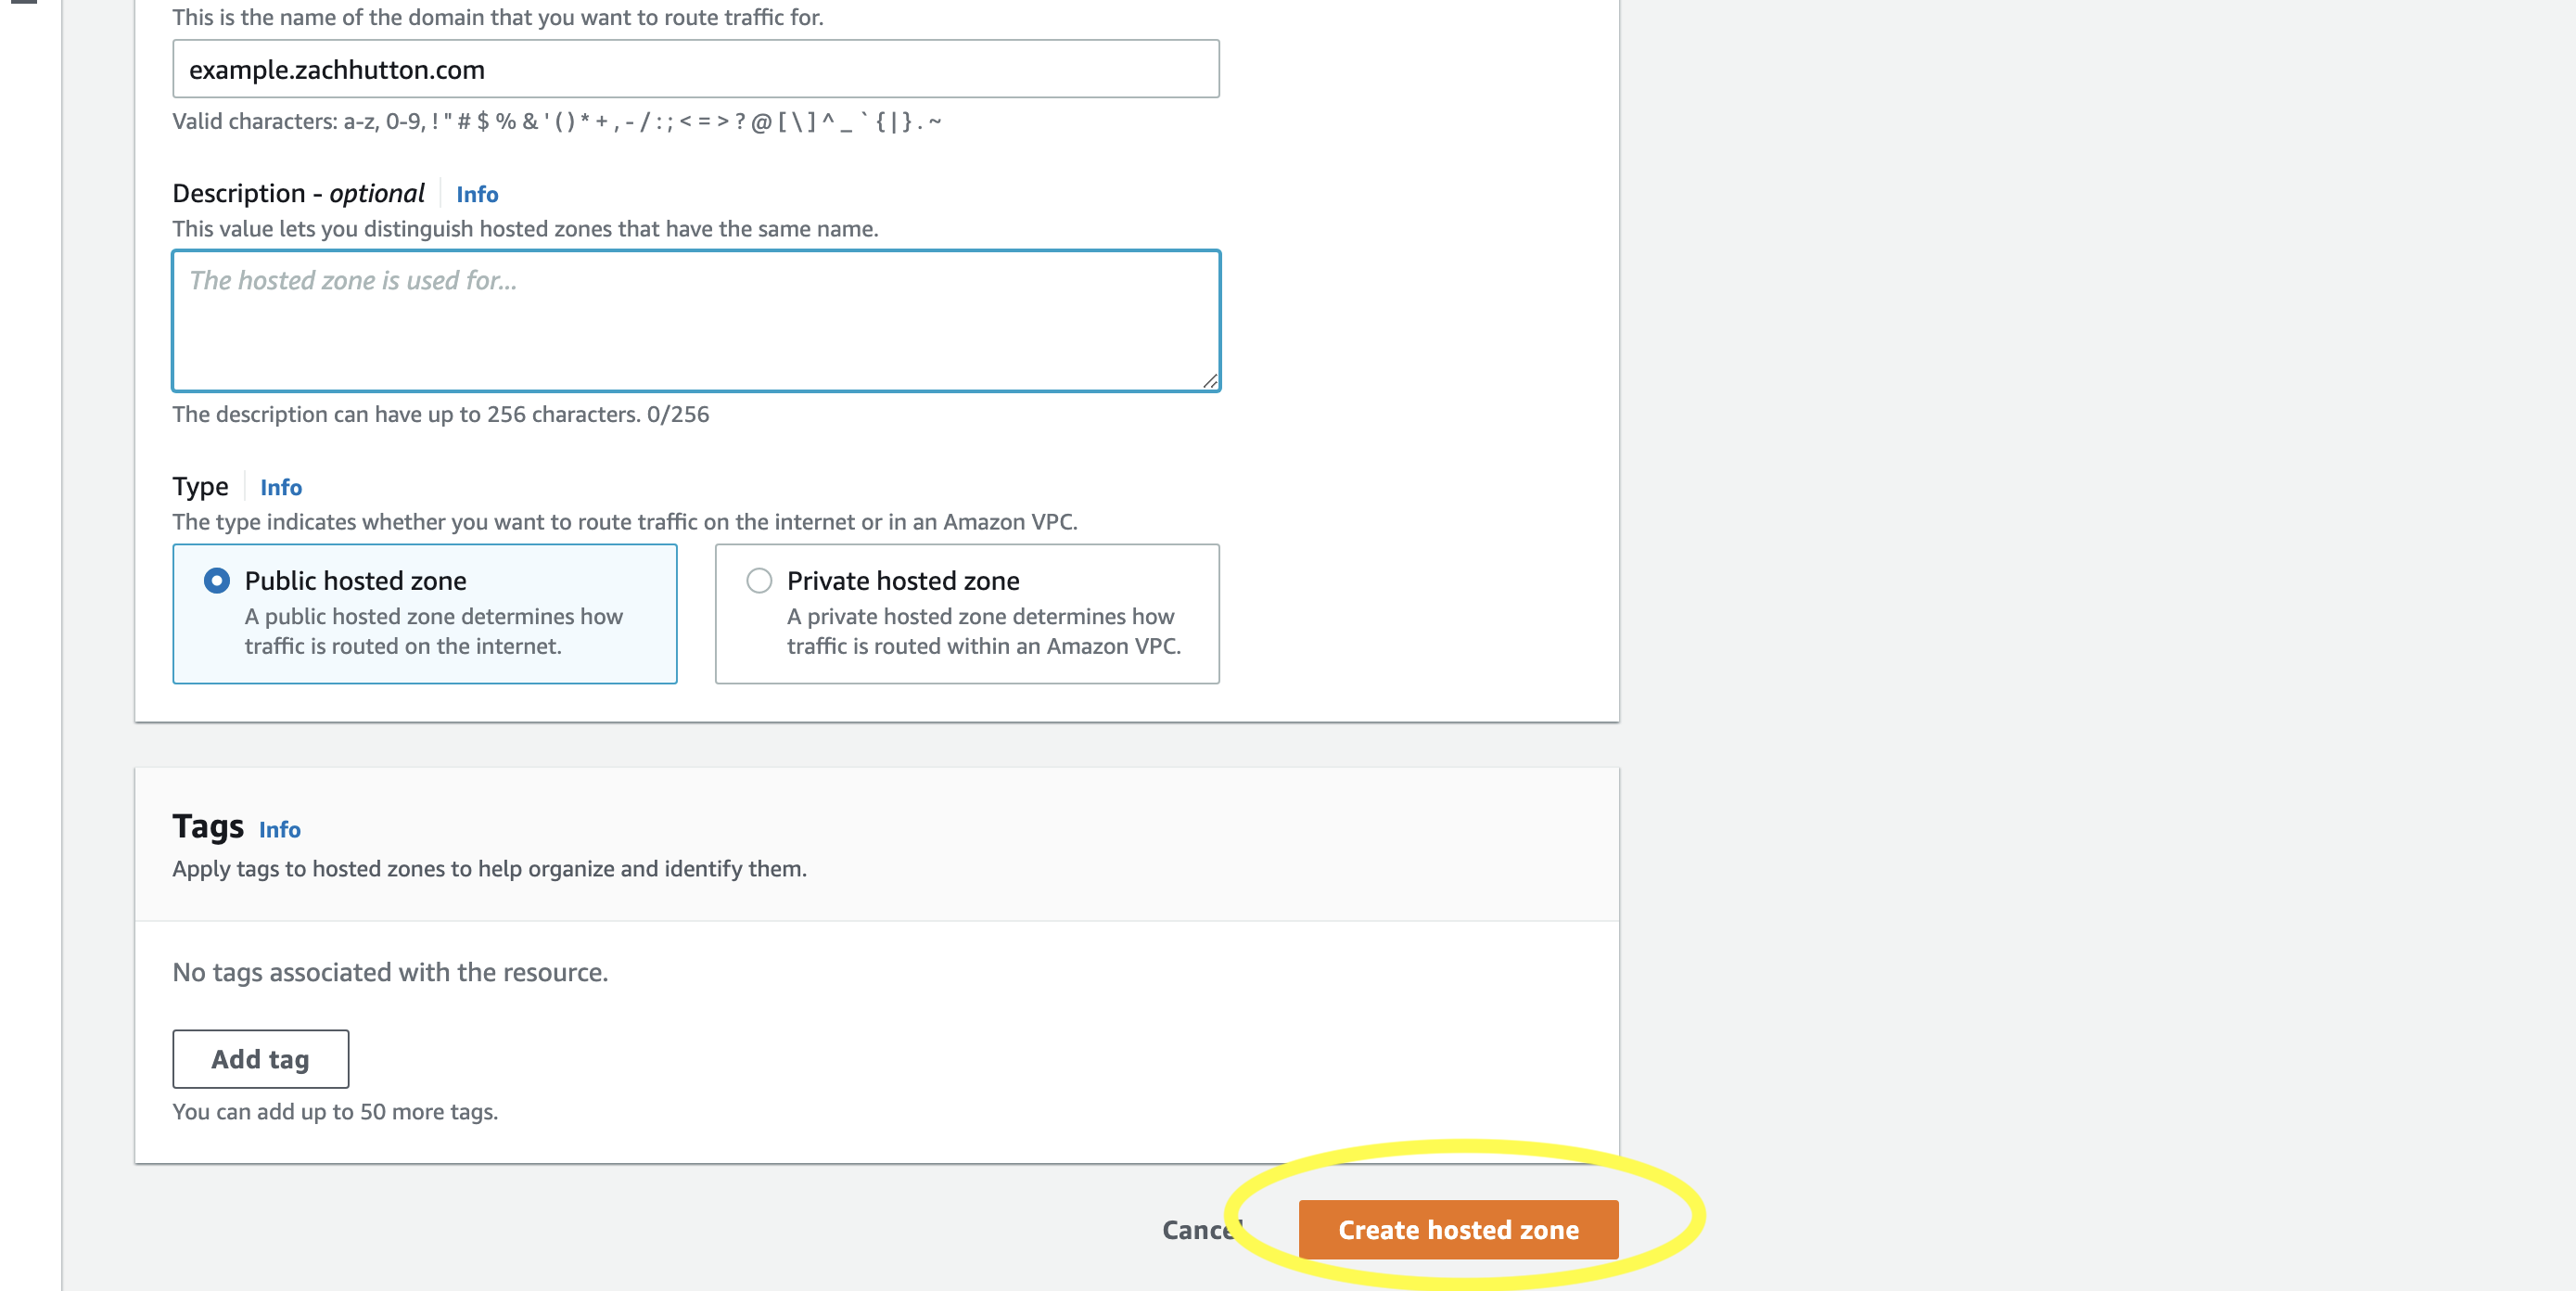 This is the name of the domain that you want to route traffic for.
example.zachhutton.com
Valid characters: a-z, 0-9, ! " # $ % & ' ( ) * + , - / : ; < = > ? @ [ \ ] ^ _ ` { | } . ~
Description - optional Info
This value lets you distinguish hosted zones that have the same name.
The hosted zone is used for...
The description can have up to 256 characters. 0/256
Type Info
The type indicates whether you want to route traffic on the internet or in an Amazon VPC.
Public hosted zone
A public hosted zone determines how
traffic is routed on the internet.
Private hosted zone
A private hosted zone determines how
traffic is routed within an Amazon VPC.
Tags Info
Apply tags to hosted zones to help organize and identify them.
No tags associated with the resource.
Add tag
You can add up to 50 more tags.
Cancel Create hosted zone